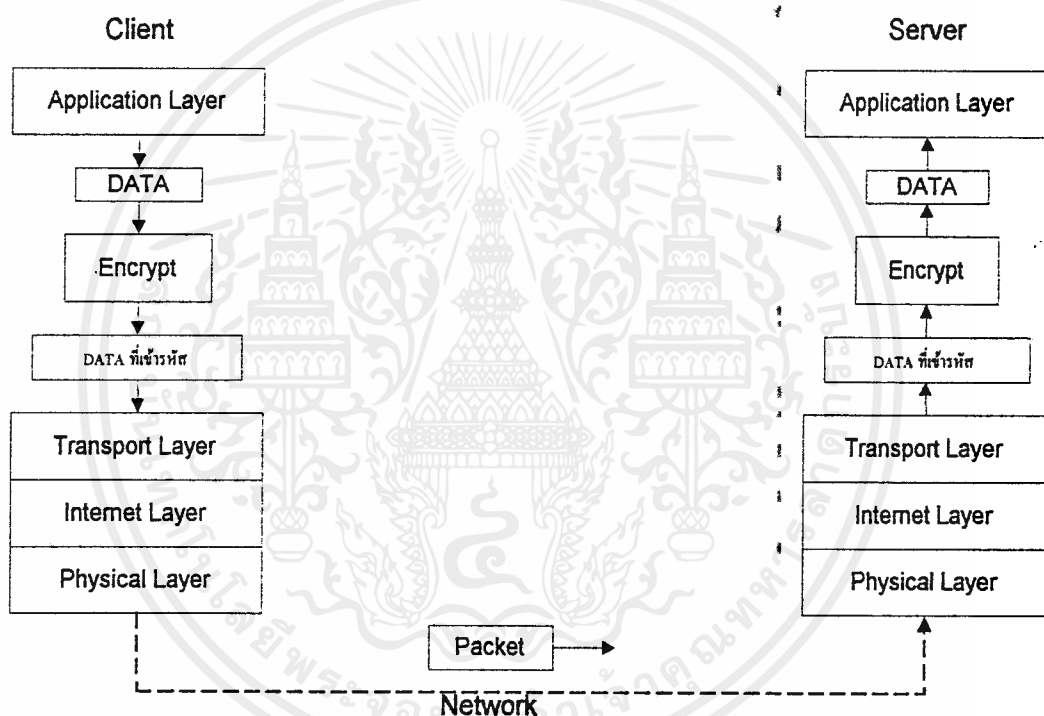 Client
Application Layer
DATA
Encrypt
DATA ที่เข้ารหัส
Transport Layer
Internet Layer
Physical Layer
Server
Application Layer
DATA
Encrypt
DATA ที่เข้ารหัส
Transport Layer
Internet Layer
Physical Layer
Packet
Network